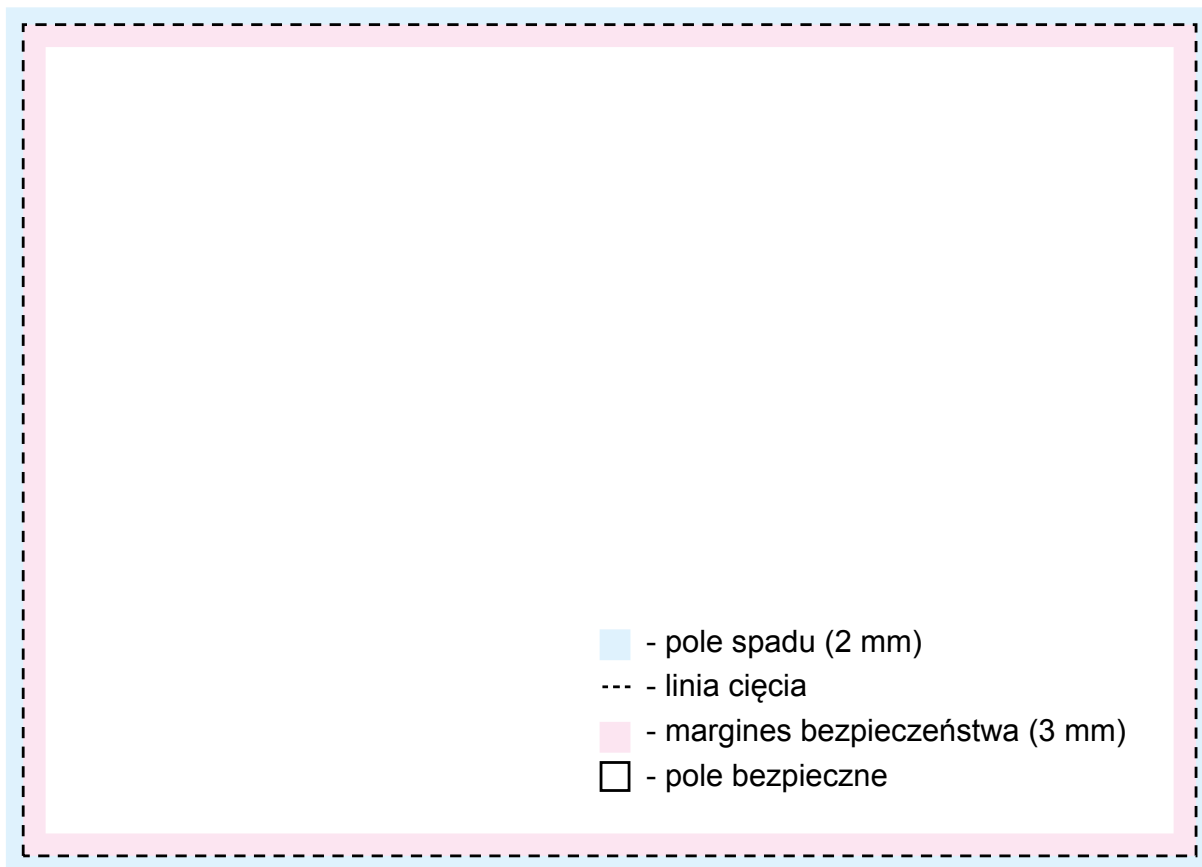 - pole spadu (2 mm)
- linia cięcia
- margines bezpieczeństwa (3 mm)
- pole bezpieczne